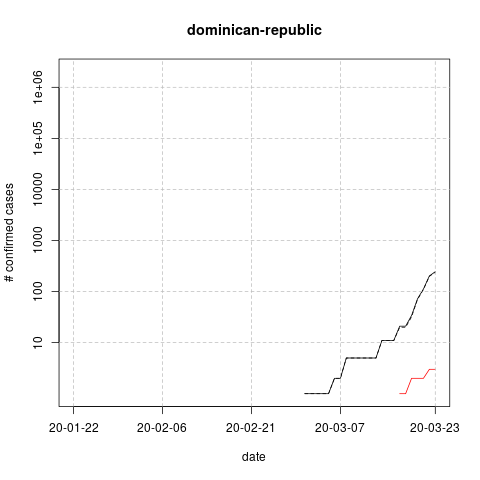 dominican-republic
# confirmed cases
1e+06
1e+05
10000
1000
100
10
20-01-22 20-02-06 20-02-21 20-03-07 20-03-23
date